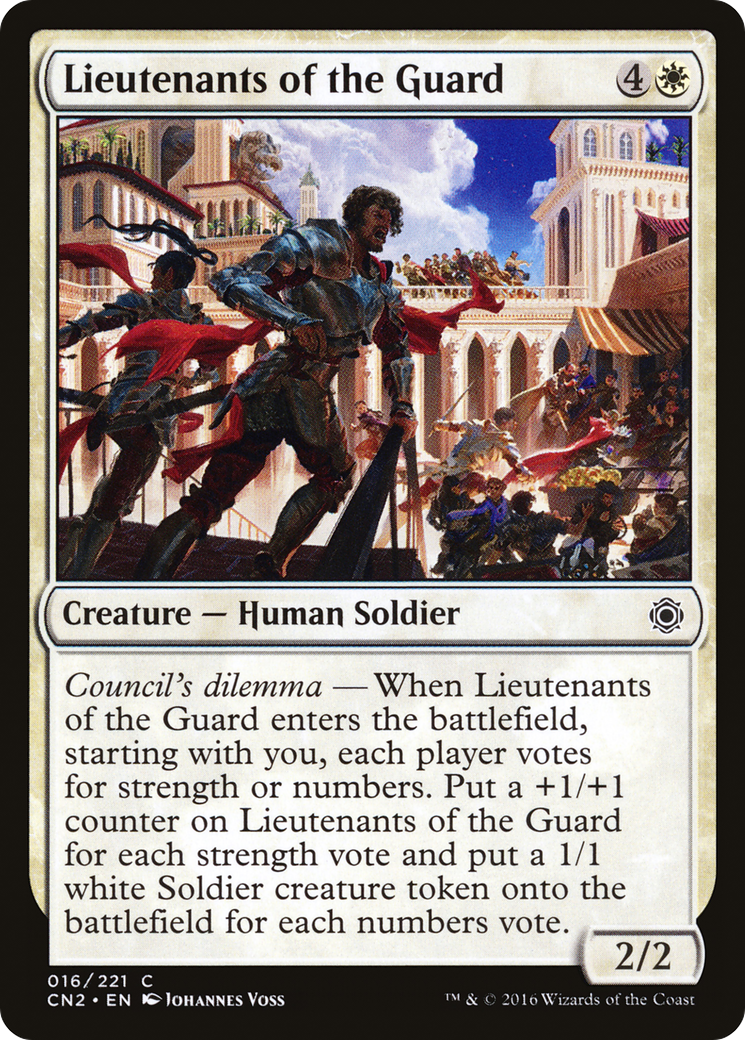 Lieutenants of the Guard 4
Creature — Human Soldier
Council's dilemma — When Lieutenants
of the Guard enters the battlefield,
starting with you, each player votes
for strength or numbers. Put a +1/+1
counter on Lieutenants of the Guard
for each strength vote and put a 1/1
white Soldier creature token onto the
battlefield for each numbers vote.
2/2
016/221 C
CN2 • EN Johannes Voss
™ & © 2016 Wizards of the Coast